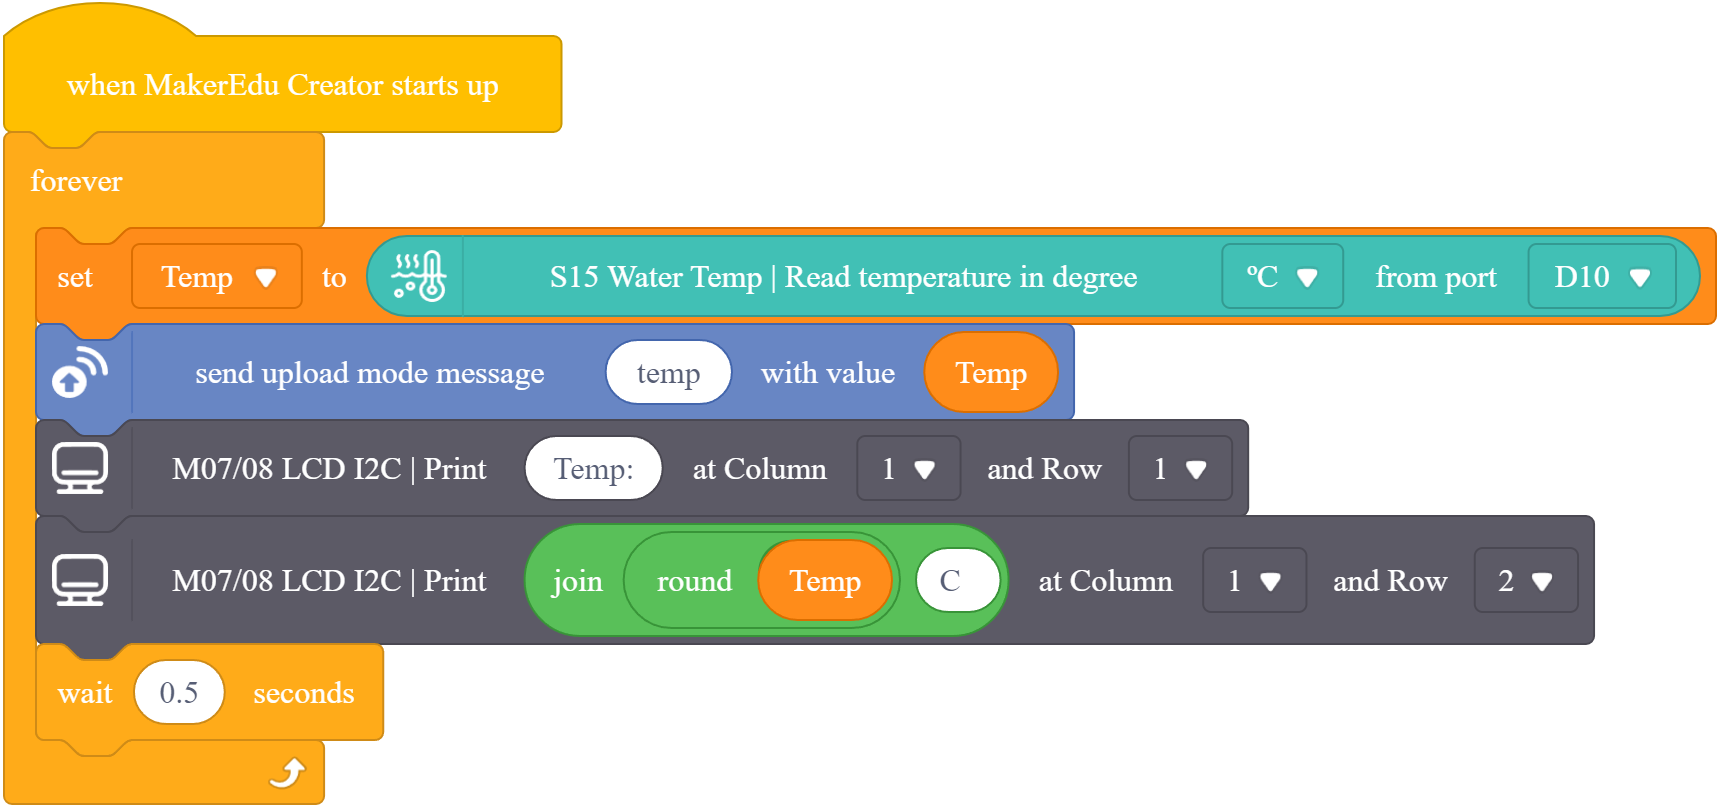 when MakerEdu Creator starts up
forever
set Temp to S15 Water Temp | Read temperature in degree ºC from port D10
send upload mode message temp with value Temp
M07/08 LCD I2C | Print Temp: at Column 1 and Row 1
M07/08 LCD I2C | Print join round Temp C at Column 1 and Row 2
wait 0.5 seconds